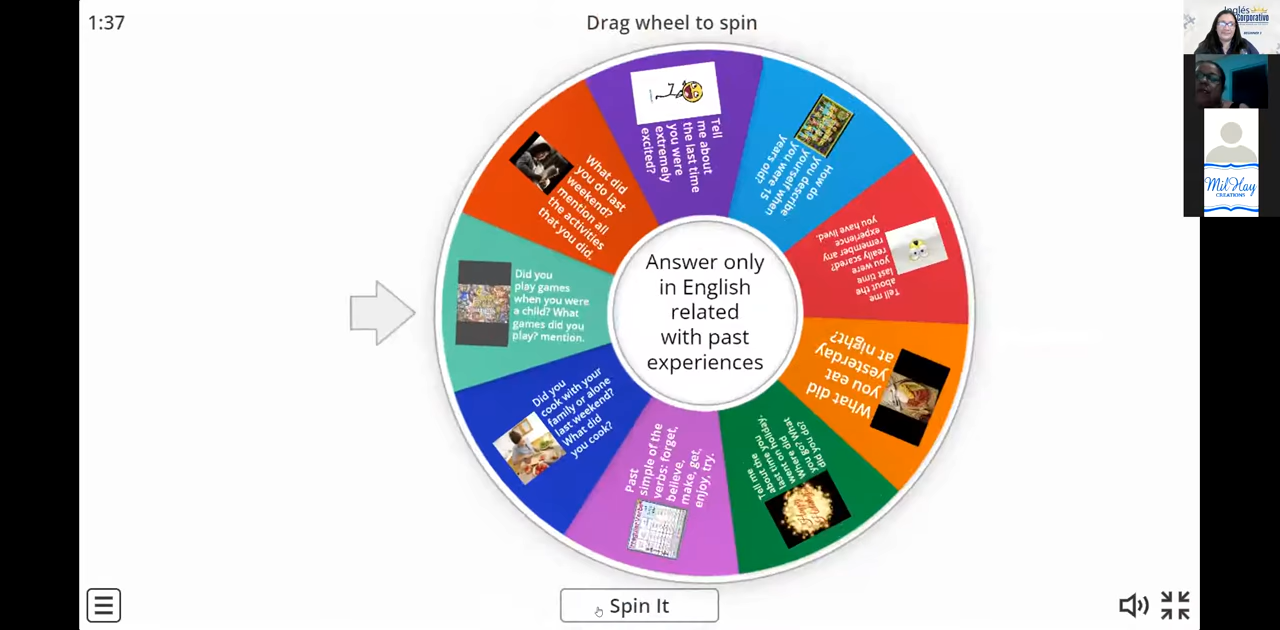 1:37
Drag wheel to spin
Inglés
Corporativo
Tell
me about
the last time
you were
extremely
excited?
How do
you describe
yourself when
you were 15
years old?
Tell me
about the
last time
you were
really scared?
remember any
experience
you have lived.
What did
you eat
yesterday
at night?
Tell me
about the you
last time
went on holiday.
Where did
you go? What
did you do?
Past
simple of the
verbs: forget,
believe,
make, get,
enjoy, try.
Did you
cook with your
family or alone
last weekend?
What did
you cook?
Did you
play games
when you were
a child? What
games did you
play? mention.
What did
you do last
weekend?
mention all
the activities
that you did.
Answer only
in English
related
with past
experiences
Mil Hay
CREATIONS
Spin It